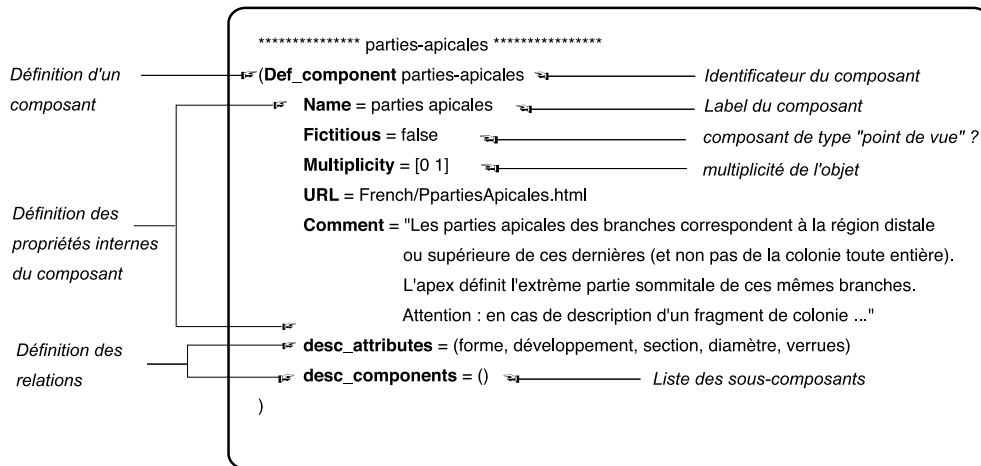 *************** parties-apicales ****************
Définition d'un composant
(Def_component parties-apicales
Identificateur du composant
Name = parties apicales
Label du composant
Fictitious = false
composant de type "point de vue" ?
Multiplicity = [0 1]
multiplicité de l'objet
URL = French/PpartiesApicales.html
Définition des propriétés internes du composant
Comment = "Les parties apicales des branches correspondent à la région distale
ou supérieure de ces dernières (et non pas de la colonie toute entière).
L'apex définit l'extrème partie sommitale de ces mêmes branches.
Attention : en cas de description d'un fragment de colonie ..."
Définition des relations
desc_attributes = (forme, développement, section, diamètre, verrues)
desc_components = ()
Liste des sous-composants
)